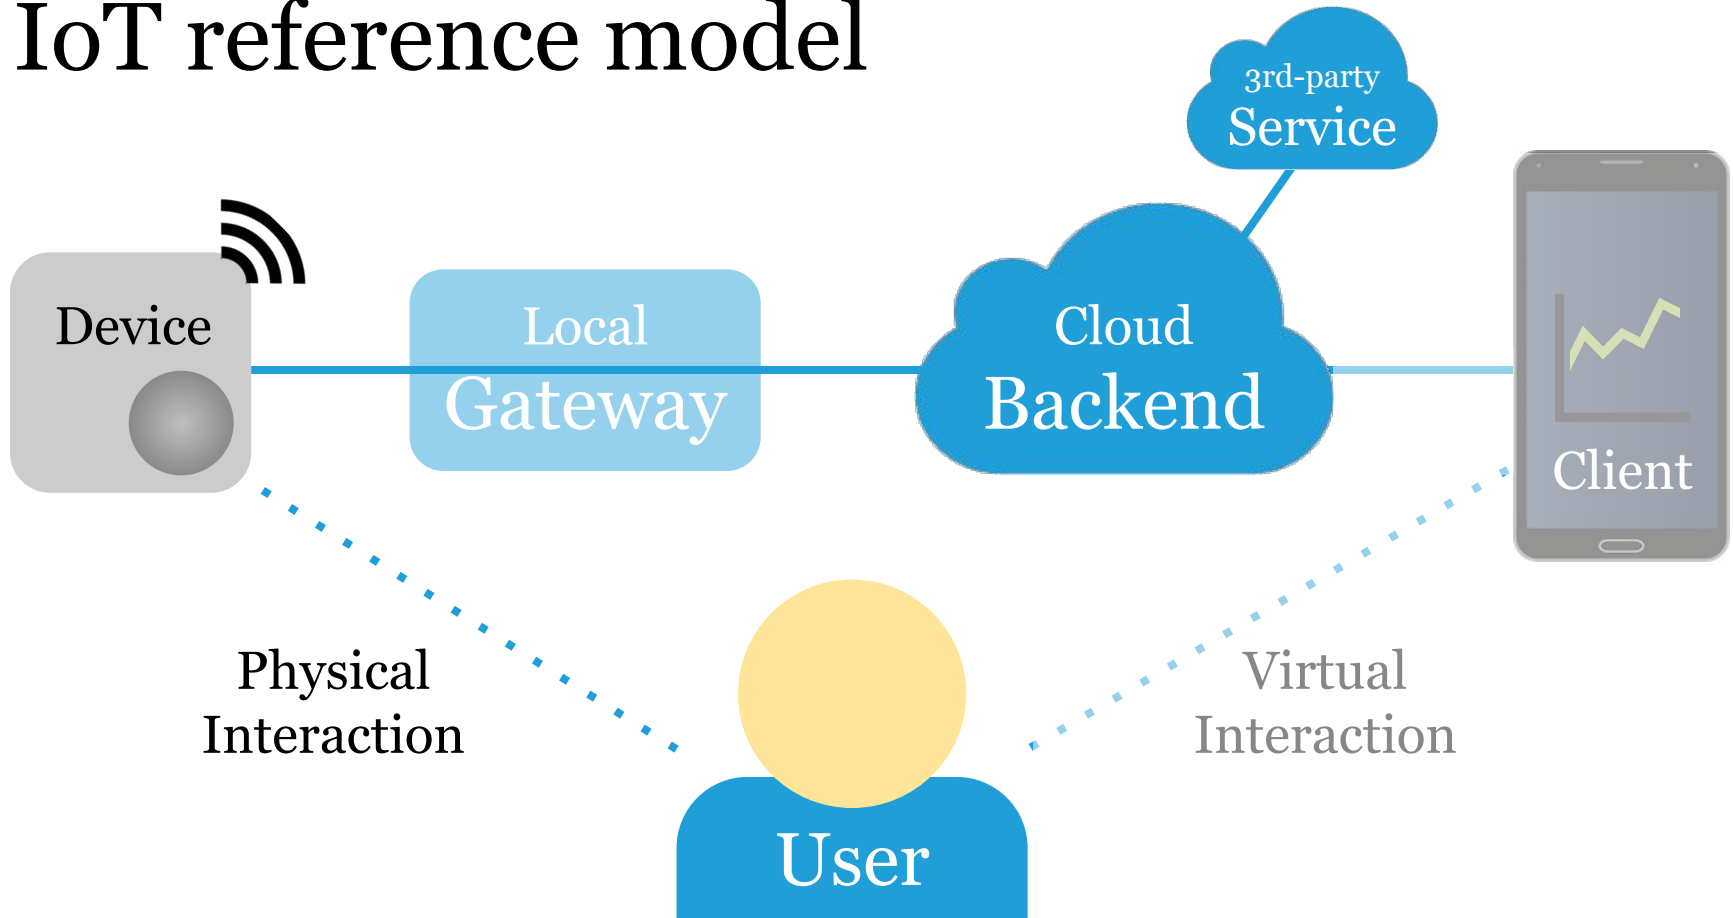 IoT reference model
3rd-party
Service
Device
Local
Gateway
Cloud
Backend
Client
Physical
Interaction
Virtual
Interaction
User